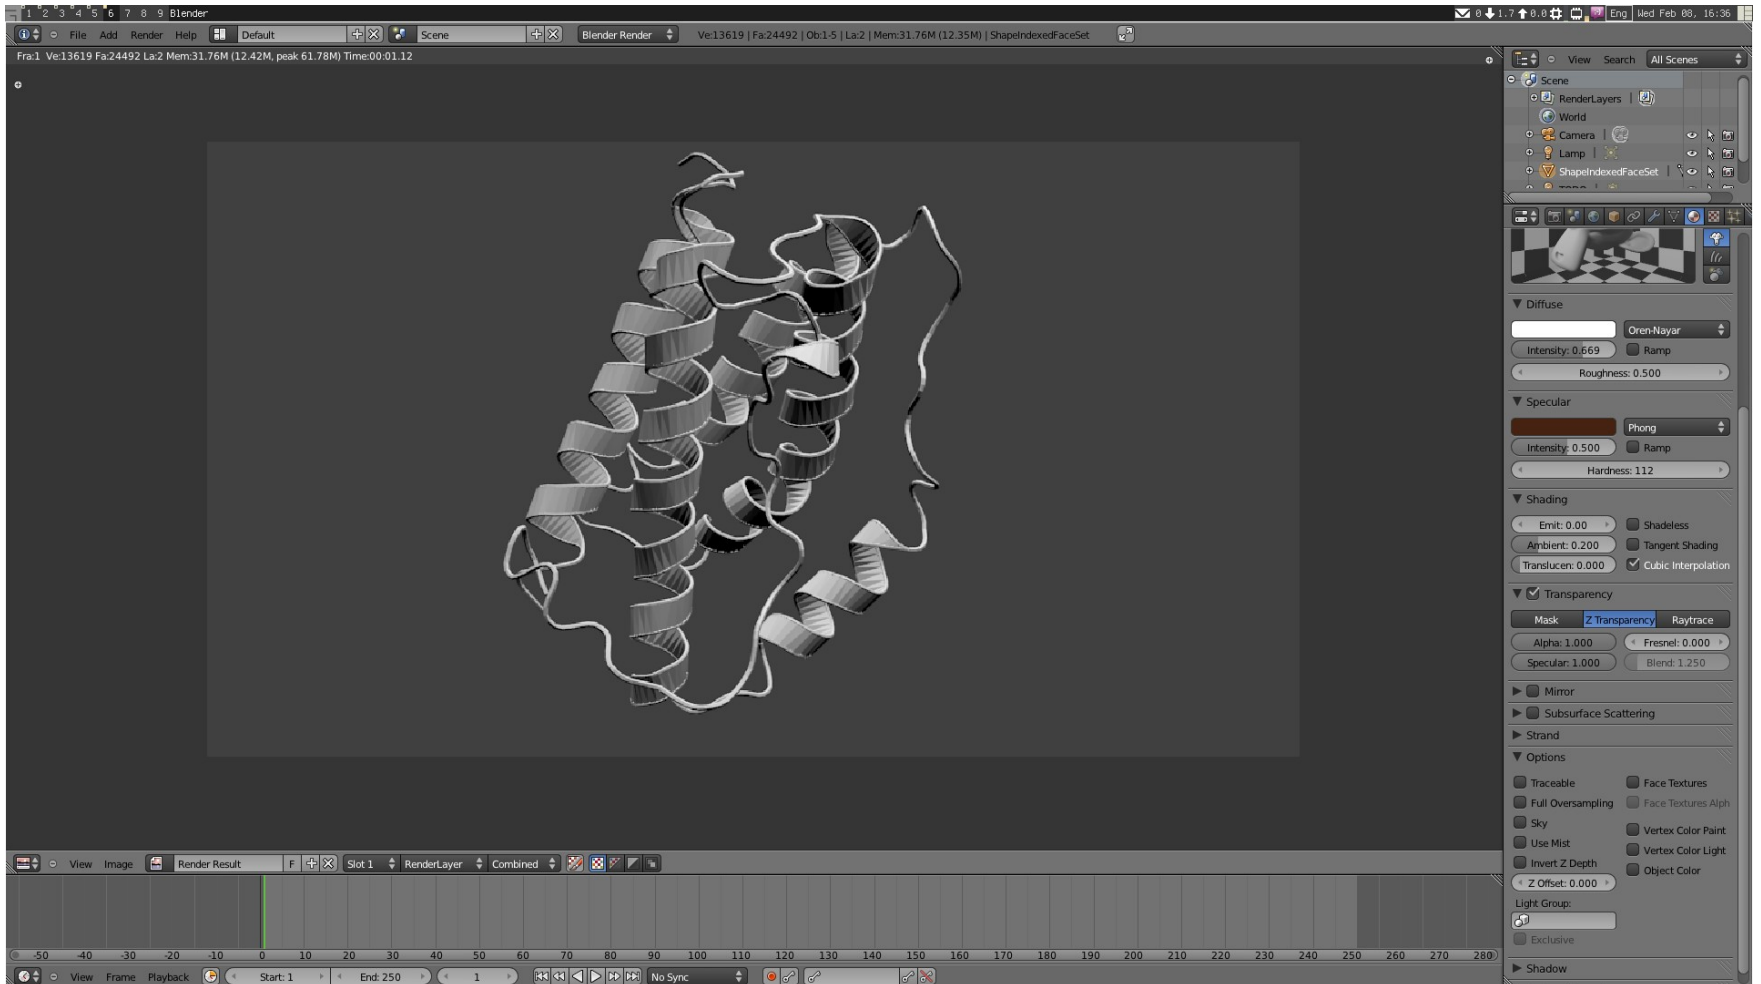 1 2 3 4 5 6 7 8 9 Blender
0 1.7 0.0 Eng Wed Feb 08, 16:36
File Add Render Help Default Scene Blender Render Ve:13619 | Fa:24492 | Ob:1-5 | La:2 | Mem:31.76M (12.35M) | ShapeIndexedFaceSet
Fra:1 Ve:13619 Fa:24492 La:2 Mem:31.76M (12.42M, peak 61.78M) Time:00:01.12
View Search All Scenes
Scene
RenderLayers |
World
Camera |
Lamp |
ShapeIndexedFaceSet |
Diffuse
Oren-Nayar
Intensity: 0.669 Ramp
Roughness: 0.500
Specular
Phong
Intensity: 0.500 Ramp
Hardness: 112
Shading
Emit: 0.00 Shadeless
Ambient: 0.200 Tangent Shading
Translucen: 0.000 Cubic Interpolation
Transparency
Mask Z Transparency Raytrace
Alpha: 1.000 Fresnel: 0.000
Specular: 1.000 Blend: 1.250
Mirror
Subsurface Scattering
Strand
Options
Traceable Face Textures
Full Oversampling Face Textures Alph
Sky Vertex Color Paint
Use Mist Vertex Color Light
Invert Z Depth Object Color
Z Offset: 0.000
Light Group:
Exclusive
Shadow
View Image Render Result F Slot 1 RenderLayer Combined
-50 -40 -30 -20 -10 0 10 20 30 40 50 60 70 80 90 100 110 120 130 140 150 160 170 180 190 200 210 220 230 240 250 260 270 280
View Frame Playback Start: 1 End: 250 1 No Sync